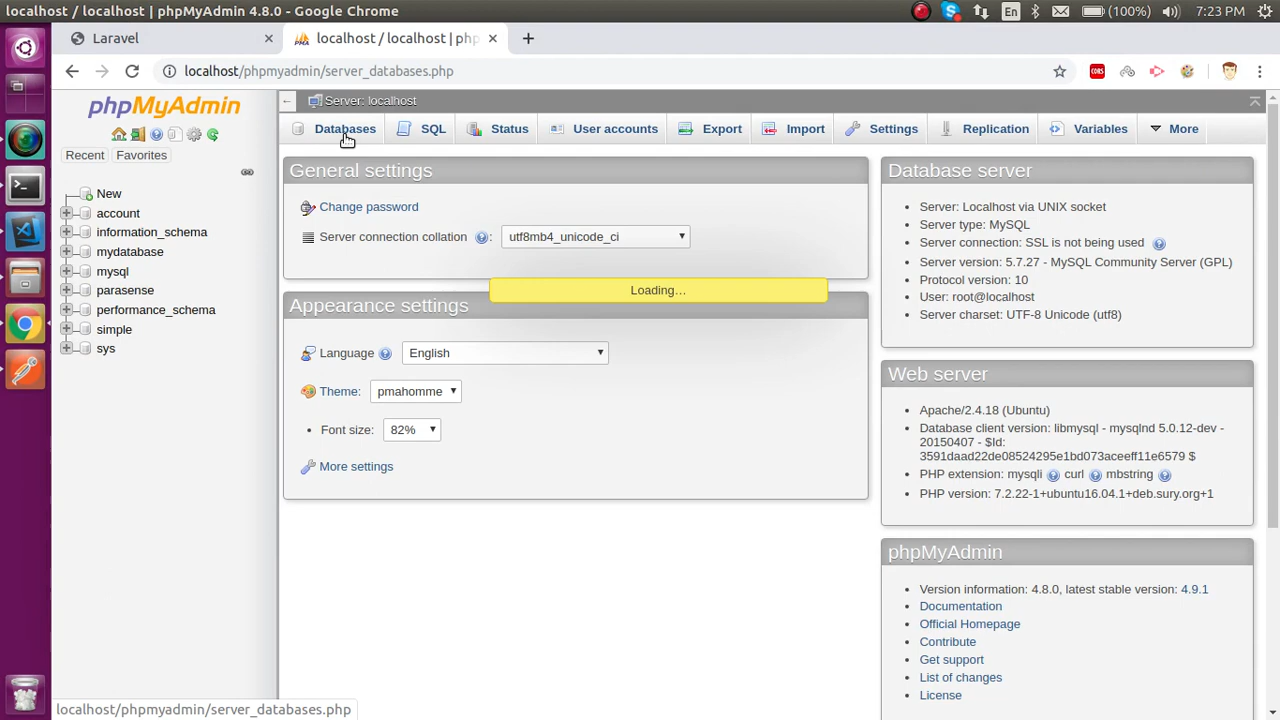 localhost / localhost | phpMyAdmin 4.8.0 - Google Chrome
En
(100%)
7:23 PM
Laravel
localhost / localhost | php
localhost/phpmyadmin/server_databases.php
CORS
phpMyAdmin
Recent
Favorites
New
account
information_schema
mydatabase
mysql
parasense
performance_schema
simple
sys
Server: localhost
Databases
SQL
Status
User accounts
Export
Import
Settings
Replication
Variables
More
General settings
Change password
Server connection collation : utf8mb4_unicode_ci
Loading…
Appearance settings
Language English
Theme: pmahomme
• Font size: 82%
More settings
Database server
• Server: Localhost via UNIX socket
• Server type: MySQL
• Server connection: SSL is not being used
• Server version: 5.7.27 - MySQL Community Server (GPL)
• Protocol version: 10
• User: root@localhost
• Server charset: UTF-8 Unicode (utf8)
Web server
• Apache/2.4.18 (Ubuntu)
• Database client version: libmysql - mysqlnd 5.0.12-dev -
20150407 - $Id:
3591daad22de08524295e1bd073aceeff11e6579 $
• PHP extension: mysqli curl mbstring
• PHP version: 7.2.22-1+ubuntu16.04.1+deb.sury.org+1
phpMyAdmin
• Version information: 4.8.0, latest stable version: 4.9.1
• Documentation
• Official Homepage
• Contribute
• Get support
• List of changes
• License
localhost/phpmyadmin/server_databases.php